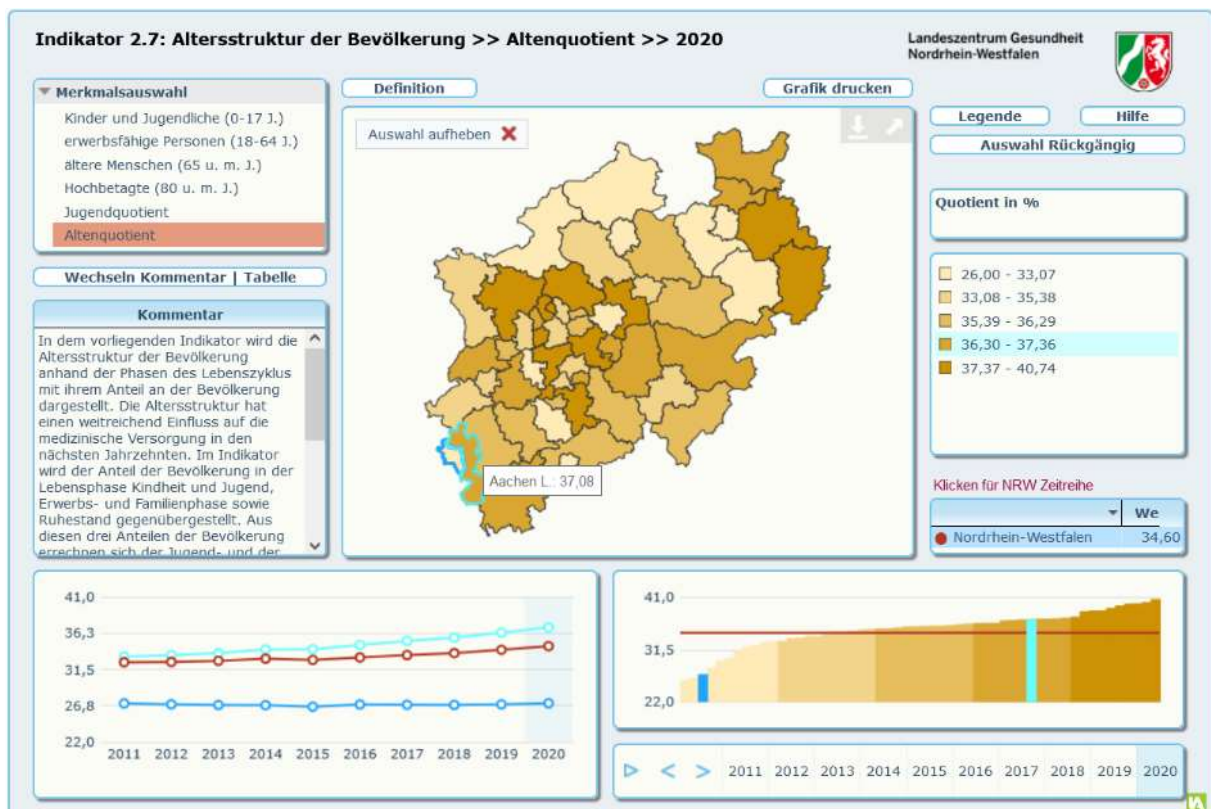 Indikator 2.7: Altersstruktur der Bevölkerung >> Altenquotient >> 2020
Landeszentrum Gesundheit
Nordrhein-Westfalen
Merkmalsauswahl
Kinder und Jugendliche (0-17 J.)
erwerbsfähige Personen (18-64 J.)
ältere Menschen (65 u. m. J.)
Hochbetagte (80 u. m. J.)
Jugendquotient
Altenquotient
Wechseln Kommentar | Tabelle
Kommentar
In dem vorliegenden Indikator wird die
Altersstruktur der Bevölkerung
anhand der Phasen des Lebenszyklus
mit ihrem Anteil an der Bevölkerung
dargestellt. Die Altersstruktur hat
einen weitreichend Einfluss auf die
medizinische Versorgung in den
nächsten Jahrzehnten. Im Indikator
wird der Anteil der Bevölkerung in der
Lebensphase Kindheit und Jugend,
Erwerbs- und Familienphase sowie
Ruhestand gegenübergestellt. Aus
diesen drei Anteilen der Bevölkerung
errechnen sich der Jugend- und der
Definition
Grafik drucken
Auswahl aufheben
Aachen L.: 37,08
Legende
Hilfe
Auswahl Rückgängig
Quotient in %
26,00 - 33,07
33,08 - 35,38
35,39 - 36,29
36,30 - 37,36
37,37 - 40,74
Klicken für NRW Zeitreihe
We
Nordrhein-Westfalen 34,60
41,0
36,3
31,5
26,8
22,0
2011 2012 2013 2014 2015 2016 2017 2018 2019 2020
41,0
31,5
22,0
2011 2012 2013 2014 2015 2016 2017 2018 2019 2020